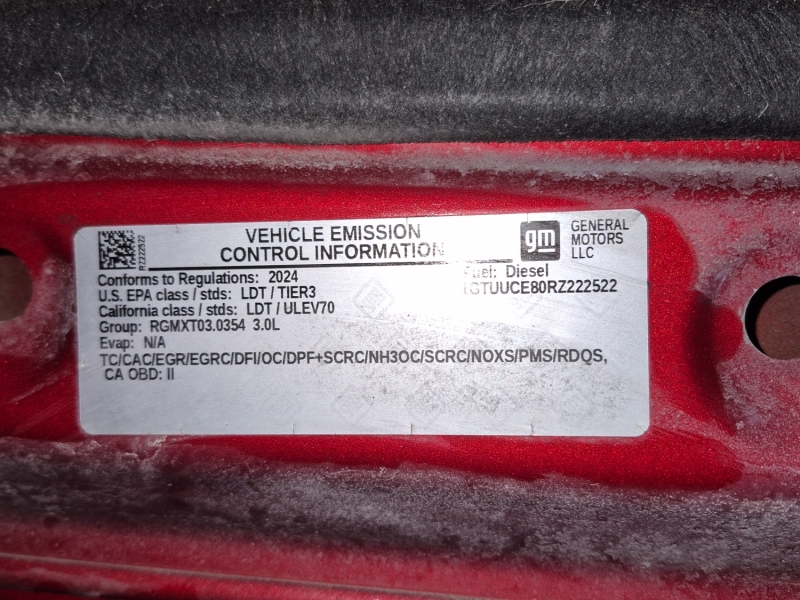 RZ222522
VEHICLE EMISSION
CONTROL INFORMATION
gm
GENERAL
MOTORS
LLC
Conforms to Regulations: 2024
Fuel: Diesel
U.S. EPA class / stds: LDT / TIER3
1GTUUCE80RZ222522
California class / stds: LDT / ULEV70
Group: RGMXT03.0354 3.0L
Evap: N/A
TC/CAC/EGR/EGRC/DFI/OC/DPF+SCRC/NH3OC/SCRC/NOXS/PMS/RDQS,
CA OBD: II